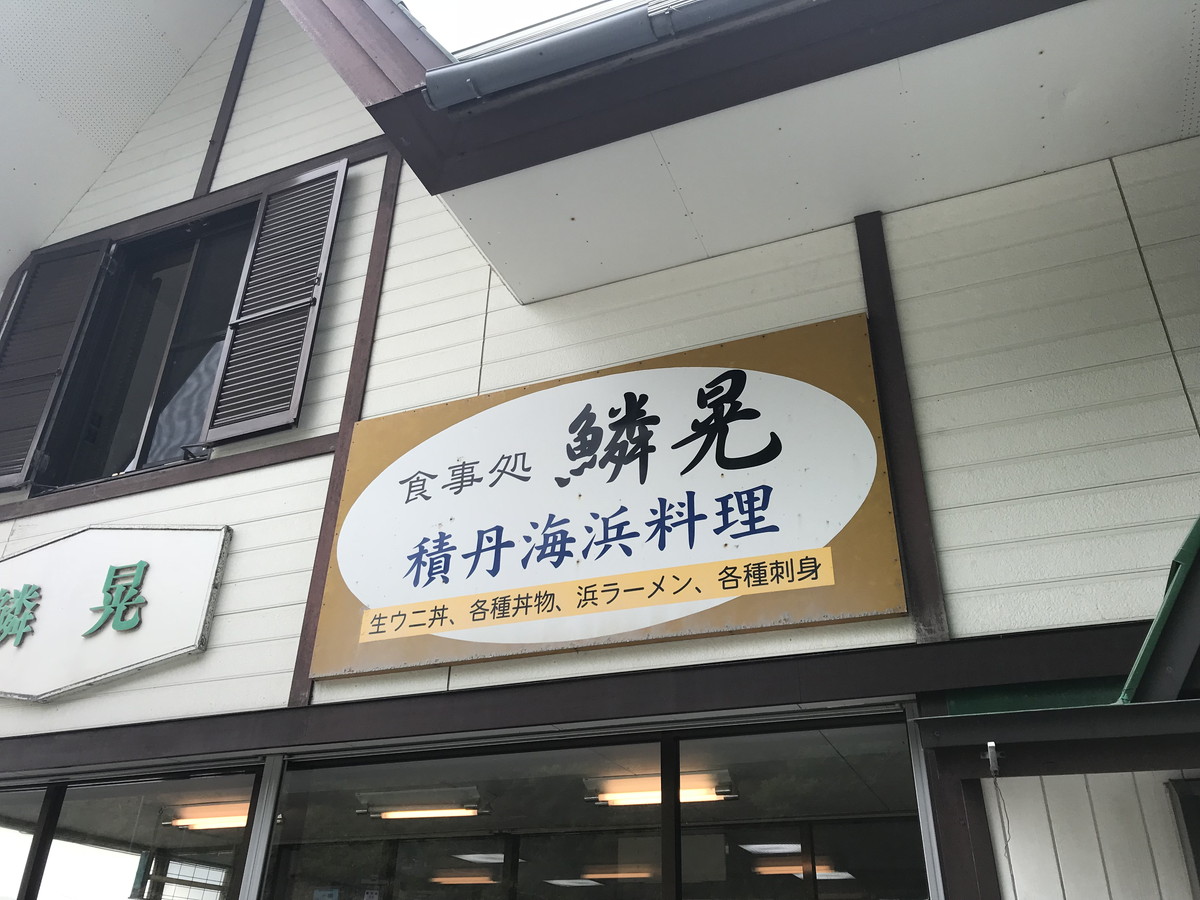 食事処 鱗晃
積丹海浜料理
生ウニ丼、各種丼物、浜ラーメン、各種刺身
鱗晃